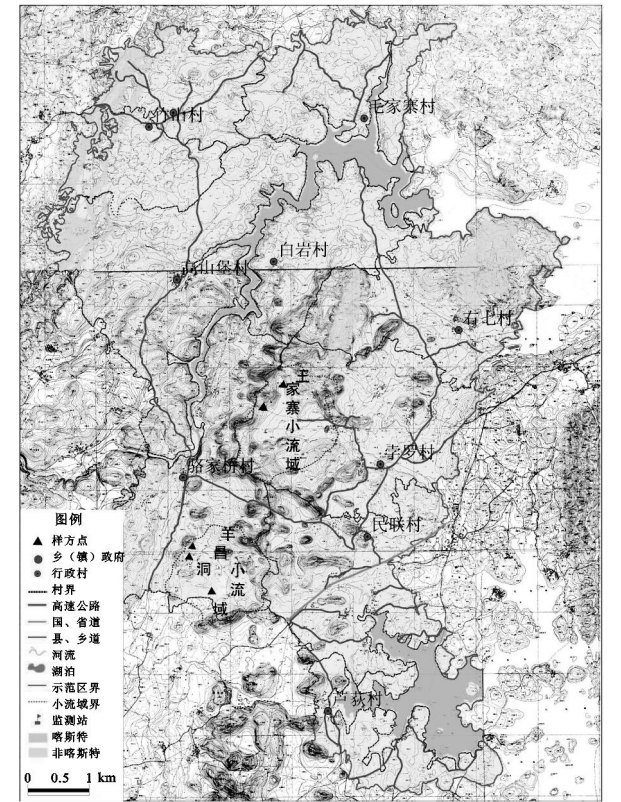 竹山村
毛家寨村
白岩村
高山堡村
右七村
王家寨小流域
骆家桥村
李罗村
民联村
羊昌洞小流域
芦荻村
图例
样方点
乡（镇）政府
行政村
村界
高速公路
国、省道
县、乡道
河流
湖泊
示范区界
小流域界
监测站
喀斯特
非喀斯特
0 0.5 1 km